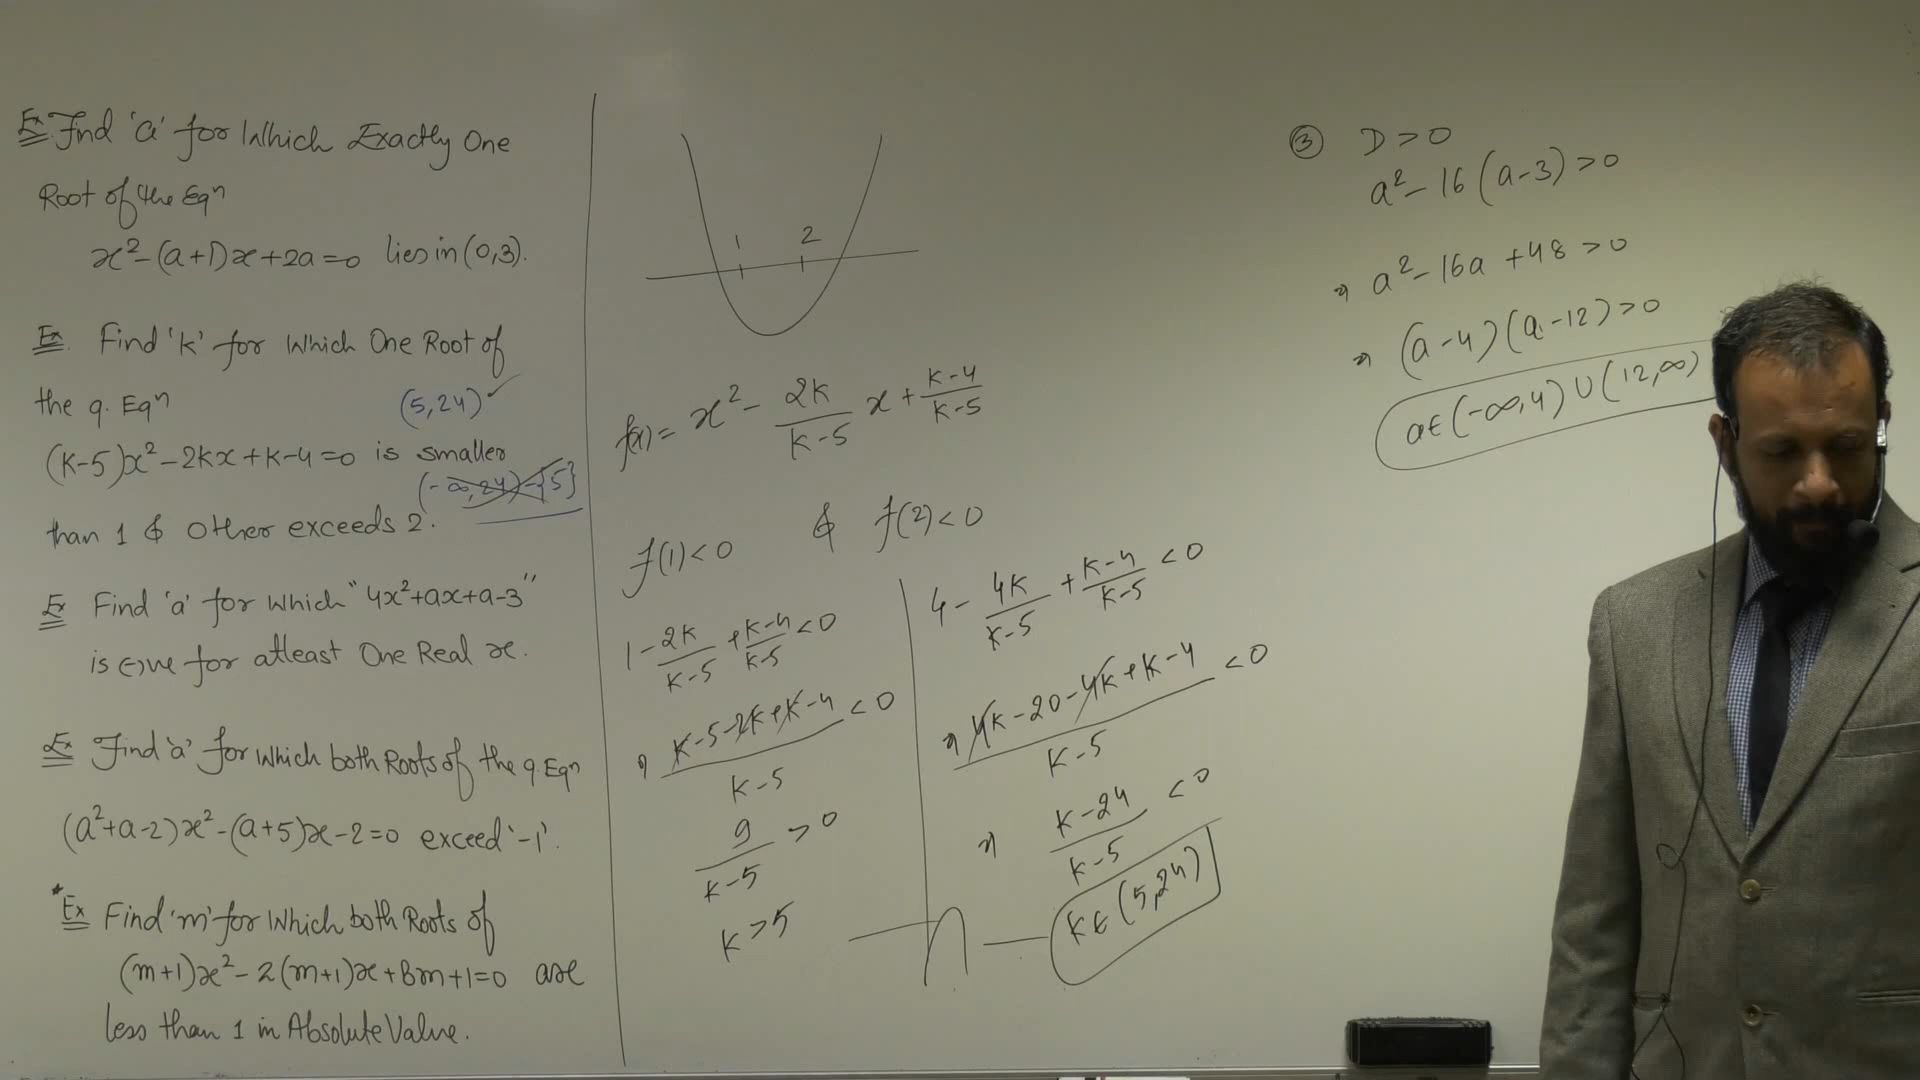 Ex Find 'a' for Which Exactly One
Root of the Eqⁿ
x² - (a+1)x + 2a = 0 lies in (0,3).
Ex. Find 'k' for Which One Root of
the q. Eqⁿ (5,24) ✓
(k-5)x² - 2kx + k-4 = 0 is smaller
(-∞,24) - {5}
than 1 & Other exceeds 2.
Ex Find 'a' for Which "4x²+ax+a-3"
is (-)ve for atleast One Real x.
Ex Find 'a' for Which both Roots of the q. Eqⁿ
(a²+a-2)x² - (a+5)x - 2 = 0 exceed '-1'.
*Ex Find 'm' for Which both Roots of
(m+1)x² - 2(m+1)x + 8m + 1 = 0 are
less than 1 in Absolute Value.
1 2
f(x) = x² - 2k/(k-5) x + (k-4)/(k-5)
f(1) < 0 & f(2) < 0
1 - 2k/(k-5) + (k-4)/(k-5) < 0
⇒ (k-5-2k+k-4)/(k-5) < 0
9/(k-5) > 0
k > 5
4 - 4k/(k-5) + (k-4)/(k-5) < 0
⇒ (4k-20-4k+k-4)/(k-5) < 0
⇒ (k-24)/(k-5) < 0
∩ k ∈ (5,24)
③ D > 0
a² - 16(a-3) > 0
⇒ a² - 16a + 48 > 0
⇒ (a-4)(a-12) > 0
a ∈ (-∞,4) ∪ (12,∞)